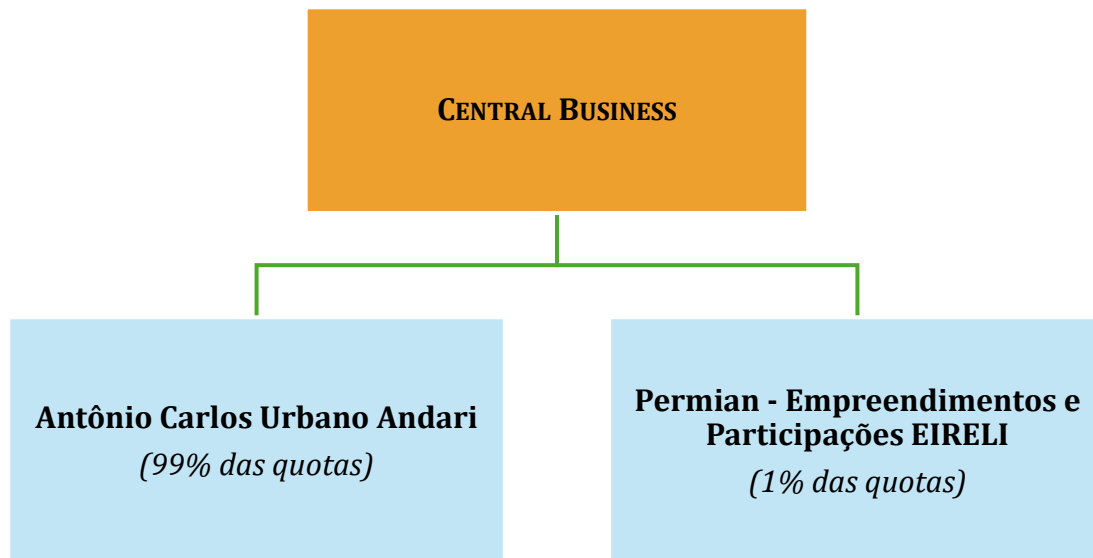 CENTRAL BUSINESS
Antônio Carlos Urbano Andari
(99% das quotas)
Permian - Empreendimentos e
Participações EIRELI
(1% das quotas)